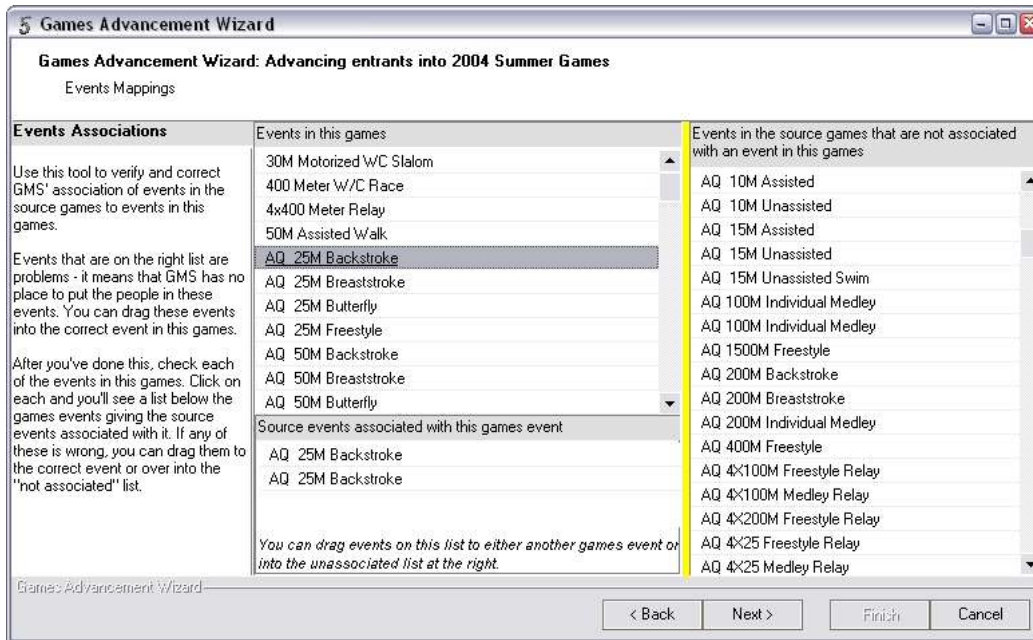 Games Advancement Wizard
Games Advancement Wizard: Advancing entrants into 2004 Summer Games
Events Mappings
Events Associations
Use this tool to verify and correct
GMS' association of events in the
source games to events in this
games.
Events that are on the right list are
problems - it means that GMS has no
place to put the people in these
events. You can drag these events
into the correct event in this games.
After you've done this, check each
of the events in this games. Click on
each and you'll see a list below the
games events giving the source
events associated with it. If any of
these is wrong, you can drag them to
the correct event or over into the
"not associated" list.
Events in this games
30M Motorized WC Slalom
400 Meter W/C Race
4x400 Meter Relay
50M Assisted Walk
AQ 25M Backstroke
AQ 25M Breaststroke
AQ 25M Butterfly
AQ 25M Freestyle
AQ 50M Backstroke
AQ 50M Breaststroke
AQ 50M Butterfly
Source events associated with this games event
AQ 25M Backstroke
AQ 25M Backstroke
You can drag events on this list to either another games event or
into the unassociated list at the right.
Events in the source games that are not associated
with an event in this games
AQ 10M Assisted
AQ 10M Unassisted
AQ 15M Assisted
AQ 15M Unassisted
AQ 15M Unassisted Swim
AQ 100M Individual Medley
AQ 100M Individual Medley
AQ 1500M Freestyle
AQ 200M Backstroke
AQ 200M Breaststroke
AQ 200M Individual Medley
AQ 400M Freestyle
AQ 4X100M Freestyle Relay
AQ 4X100M Medley Relay
AQ 4X200M Freestyle Relay
AQ 4X25 Freestyle Relay
AQ 4X25 Medley Relay
Games Advancement Wizard
< Back
Next >
Finish
Cancel